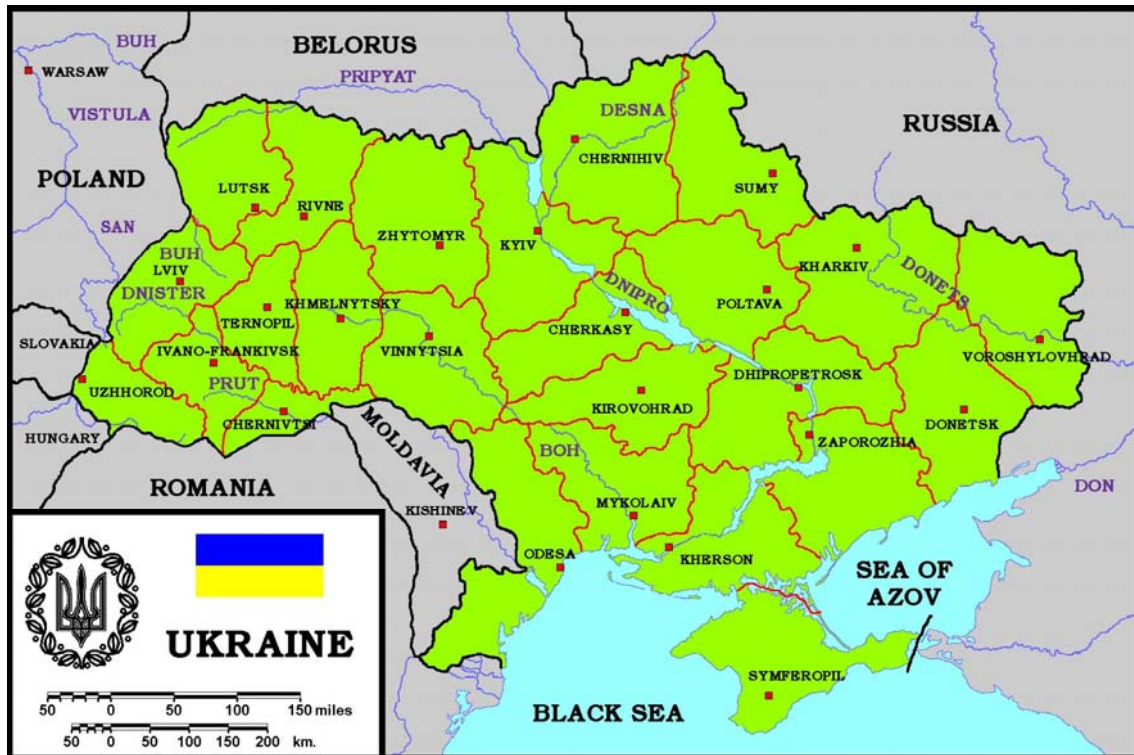 BUH
BELORUS
WARSAW
PRIPYAT
VISTULA
DESNA
RUSSIA
CHERNIHIV
POLAND
SUMY
LUTSK
RIVNE
SAN
ZHYTOMYR
KYIV
BUH
KHARKIV
LVIV
DONETS
DNISTER
KHMELNYTSKY
DNIPRO
POLTAVA
TERNOPIL
CHERKASY
SLOVAKIA
IVANO-FRANKIVSK
VINNYTSIA
VOROSHYLOVHRAD
UZHHOROD
PRUT
DHIPROPETROSK
KIROVOHRAD
CHERNIVTSI
DONETSK
HUNGARY
ZAPOROZHIA
MOLDAVIA
BOH
ROMANIA
DON
MYKOLAIV
KISHINEV
ODESA
KHERSON
SEA OF
AZOV
UKRAINE
SYMFEROPIL
BLACK SEA
50 0 50 100 150 miles
50 0 50 100 150 200 km.